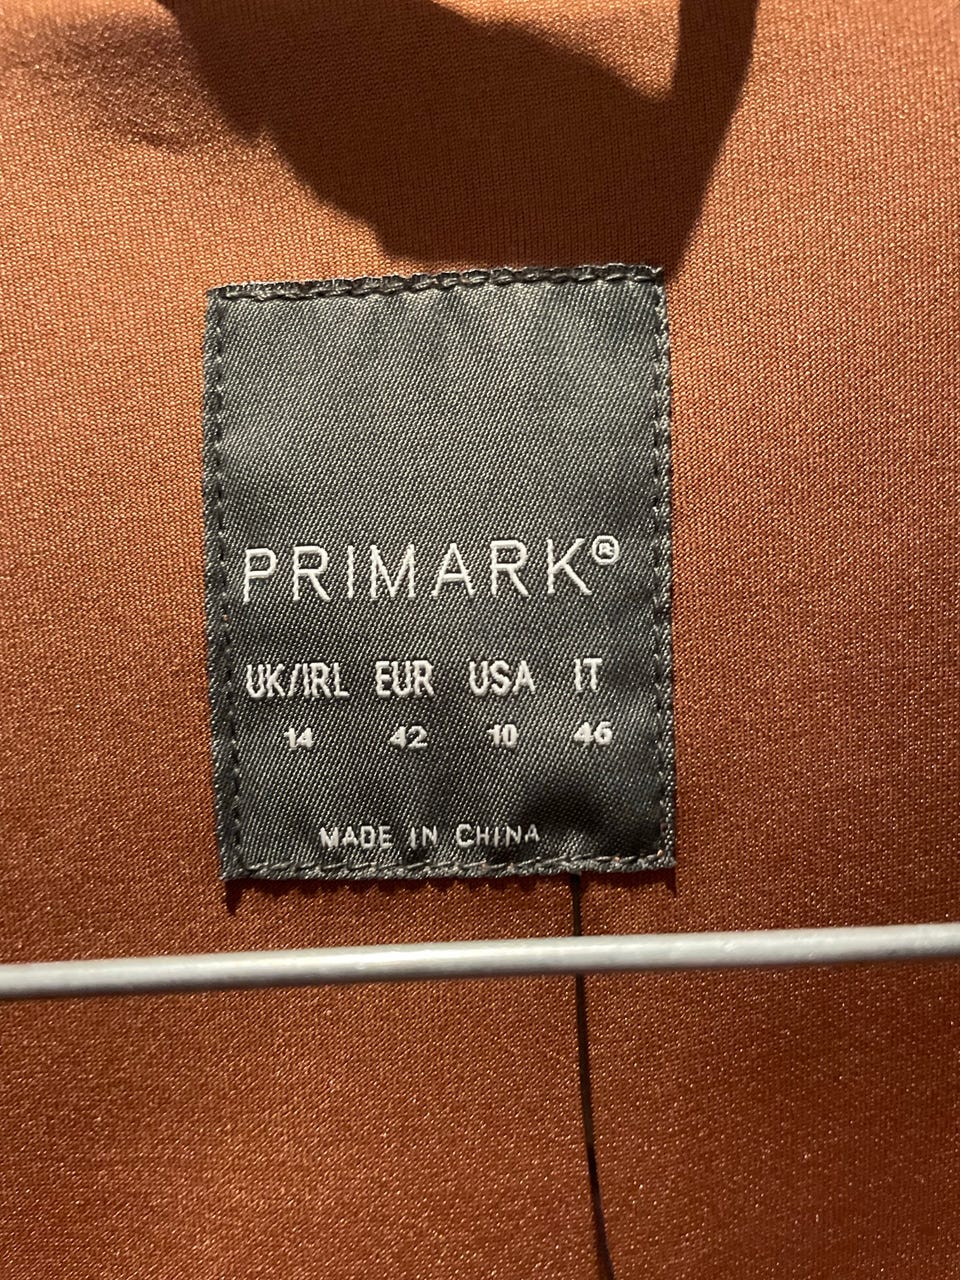 PRIMARK®
UK/IRL EUR USA IT
14 42 10 46
MADE IN CHINA